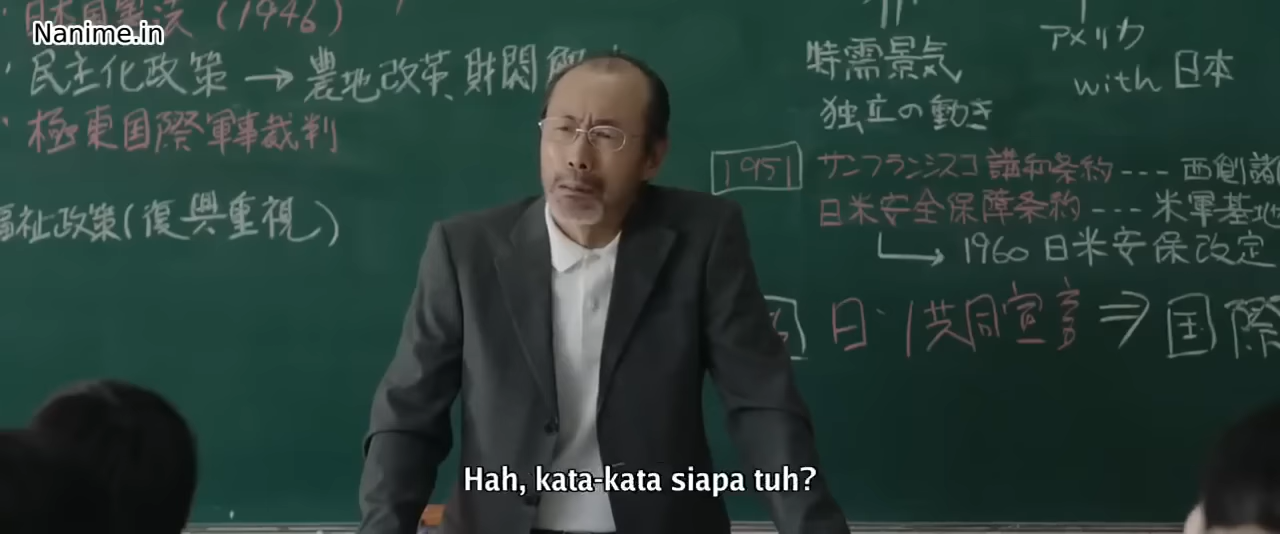 日本国憲法 (1946)
Nanime.in
・民主化政策→農地改革 財閥解
・極東国際軍事裁判
福祉政策(復興重視)
特需景気
独立の動き
アメリカ
with 日本
1951 サンフランシスコ講和条約---西側諸
日米安全保障条約---米軍基地
1960 日米安保改定
日・ 共同宣言⇒国際
Hah, kata-kata siapa tuh?